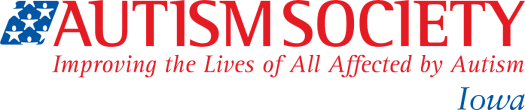 AUTISM SOCIETY
Improving the Lives of All Affected by Autism
Iowa